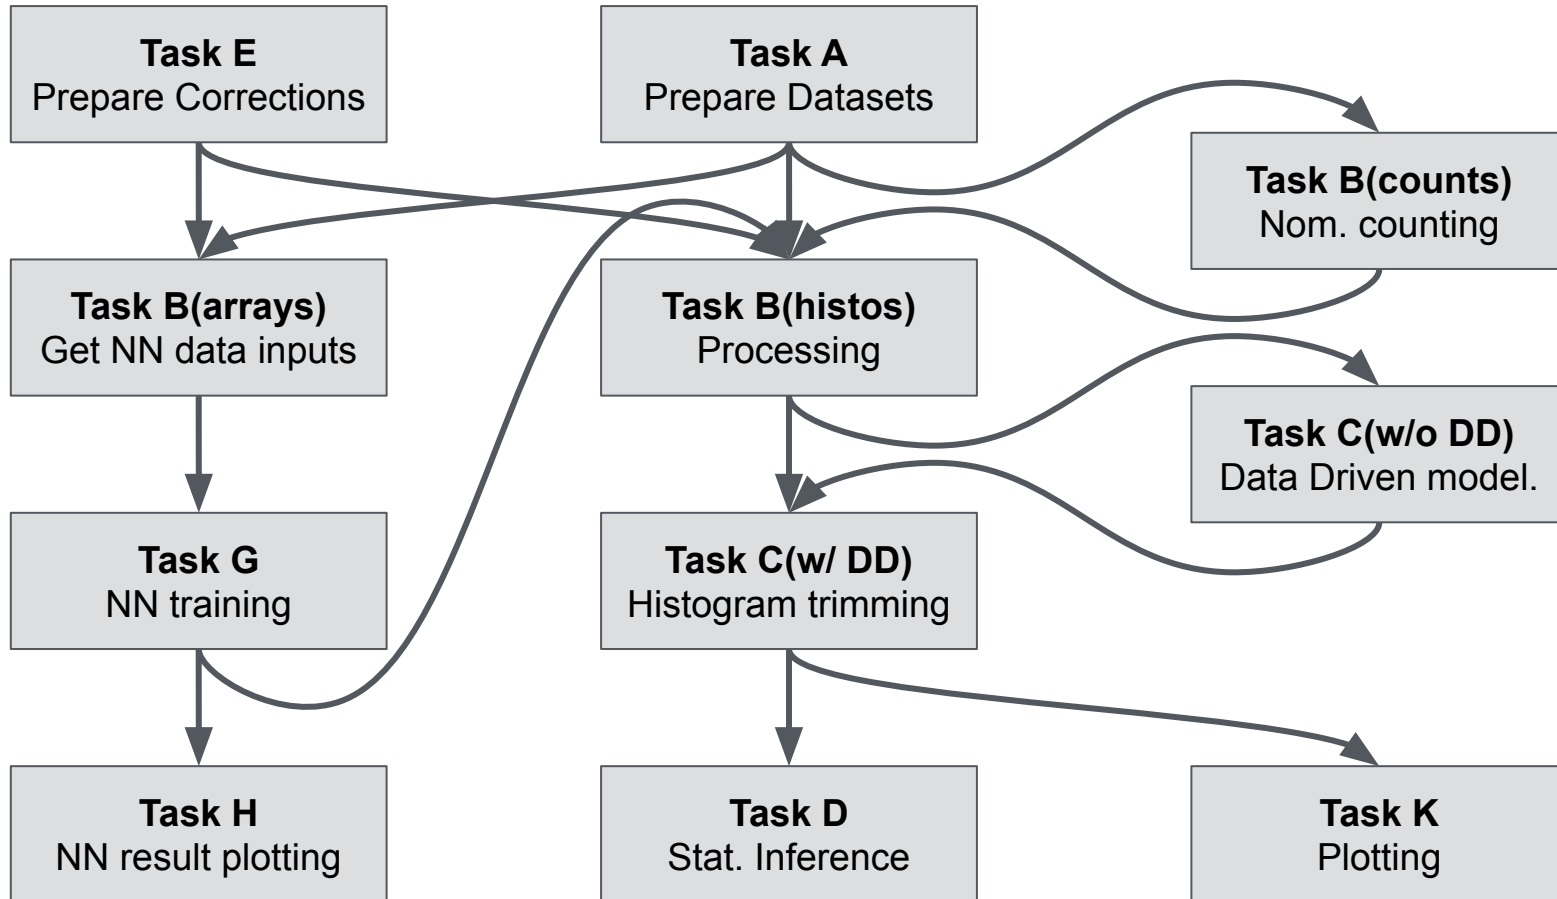 Task E
Prepare Corrections
Task A
Prepare Datasets
Task B(counts)
Nom. counting
Task B(arrays)
Get NN data inputs
Task B(histos)
Processing
Task C(w/o DD)
Data Driven model.
Task G
NN training
Task C(w/ DD)
Histogram trimming
Task H
NN result plotting
Task D
Stat. Inference
Task K
Plotting